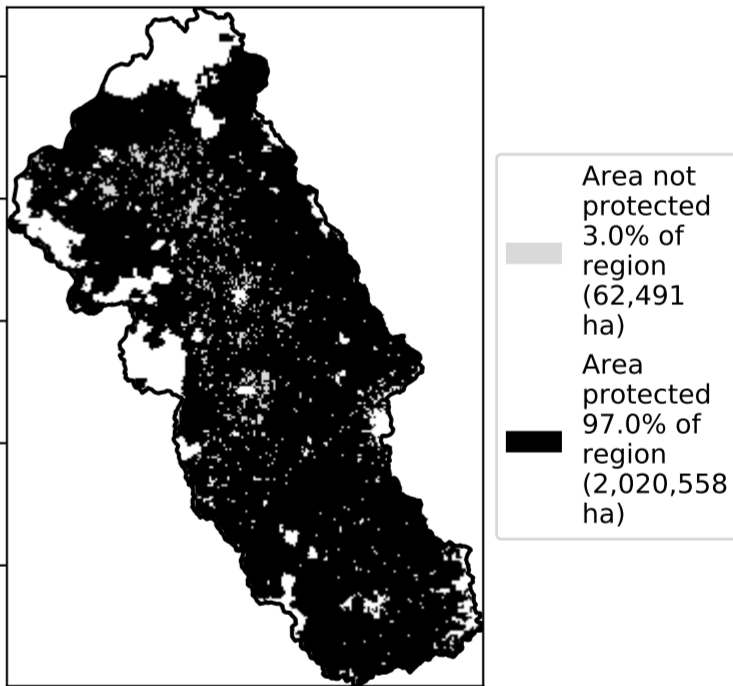 Area not
protected
3.0% of
region
(62,491
ha)
Area
protected
97.0% of
region
(2,020,558
ha)